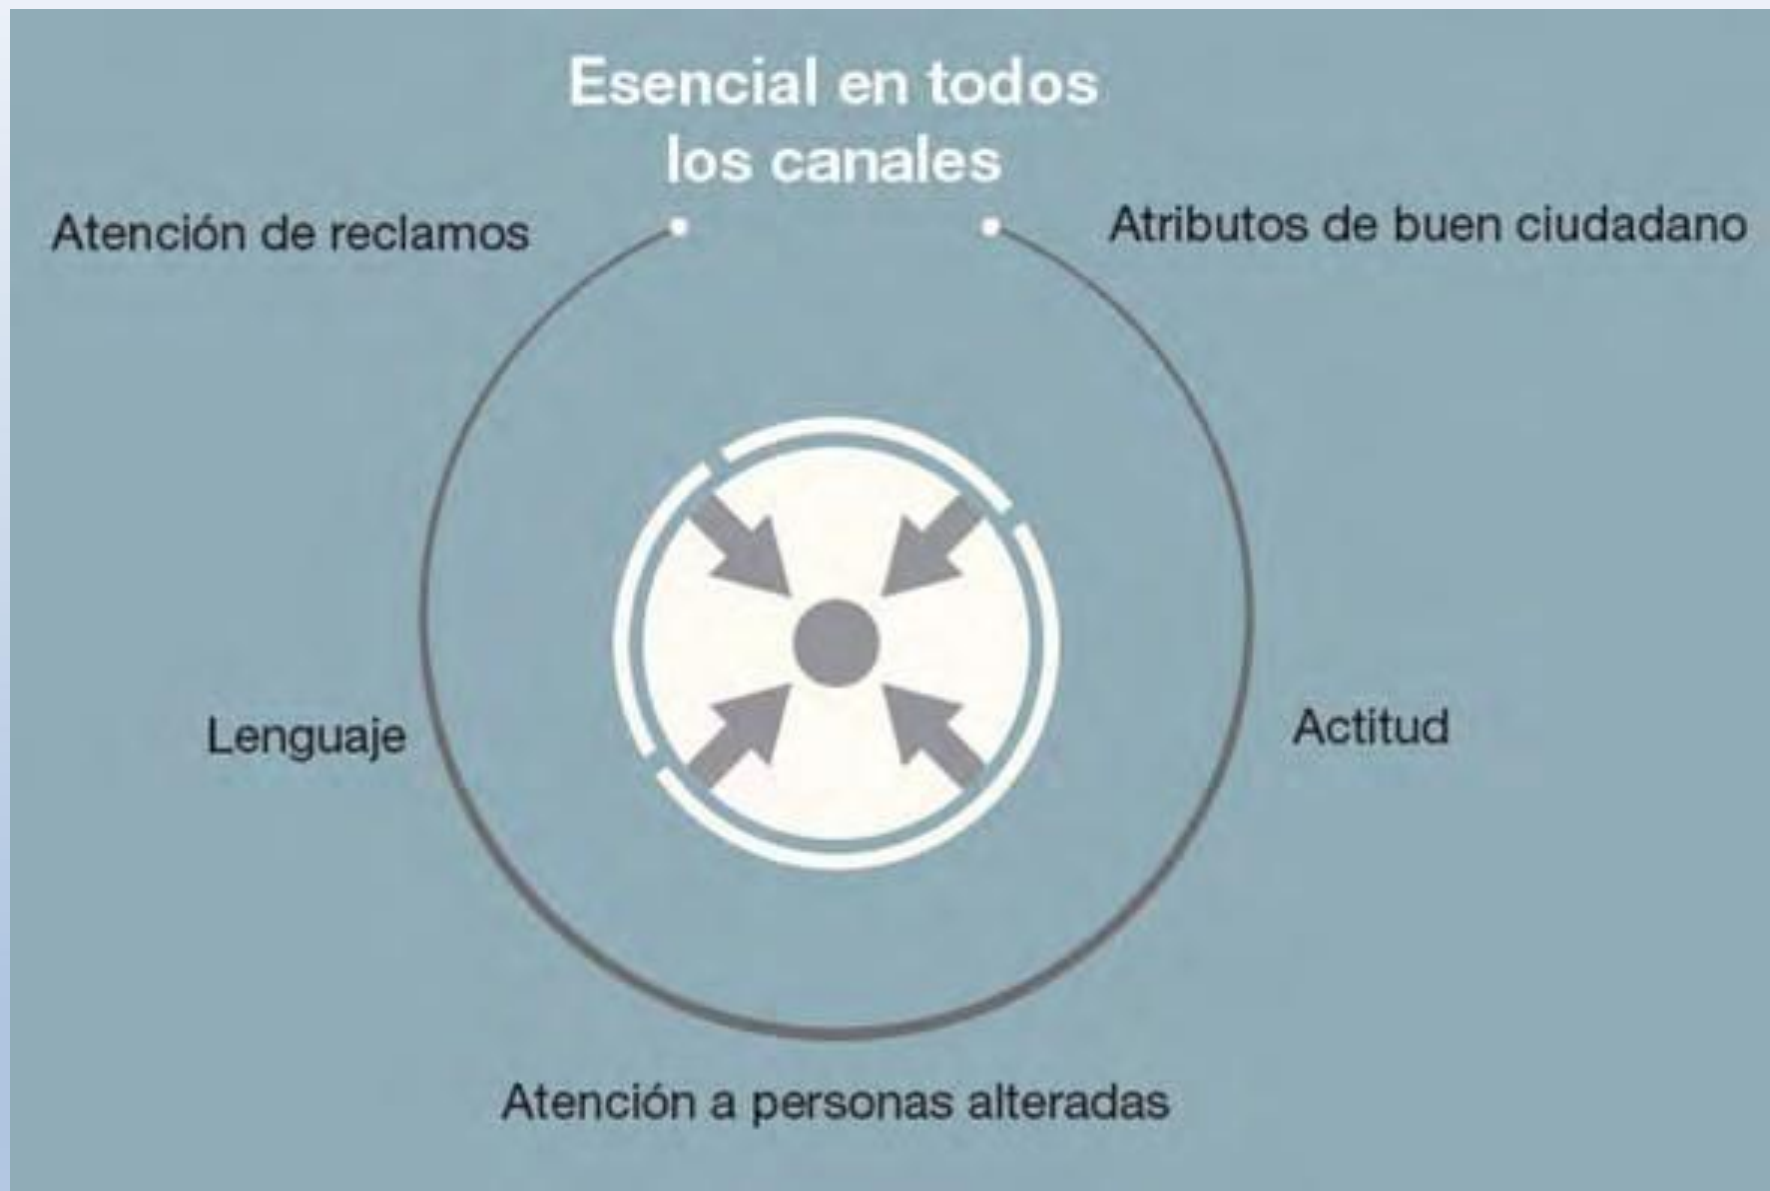 Esencial en todos
los canales
Atención de reclamos
Atributos de buen ciudadano
Lenguaje
Actitud
Atención a personas alteradas